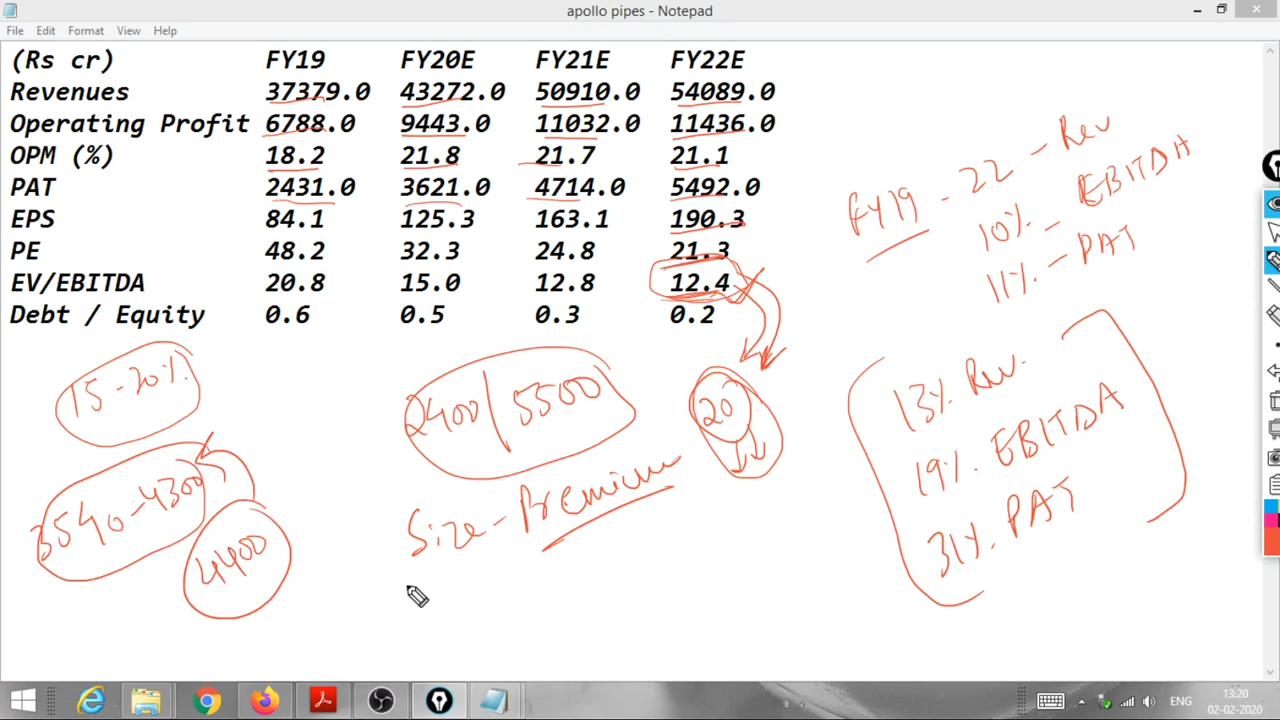 apollo pipes - Notepad
File Edit Format View Help
(Rs cr) FY19 FY20E FY21E FY22E
Revenues 37379.0 43272.0 50910.0 54089.0
Operating Profit 6788.0 9443.0 11032.0 11436.0
OPM (%) 18.2 21.8 21.7 21.1
PAT 2431.0 3621.0 4714.0 5492.0
EPS 84.1 125.3 163.1 190.3
PE 48.2 32.3 24.8 21.3
EV/EBITDA 20.8 15.0 12.8 12.4
Debt / Equity 0.6 0.5 0.3 0.2
FY19 - 22 - Rev
10% - EBITDA
11% - PAT
15-20%
2400 / 5500
20
13% Rev.
19% EBITDA
31% PAT
3540-4300
4400
Size - Premium
ENG
13:20
02-02-2020